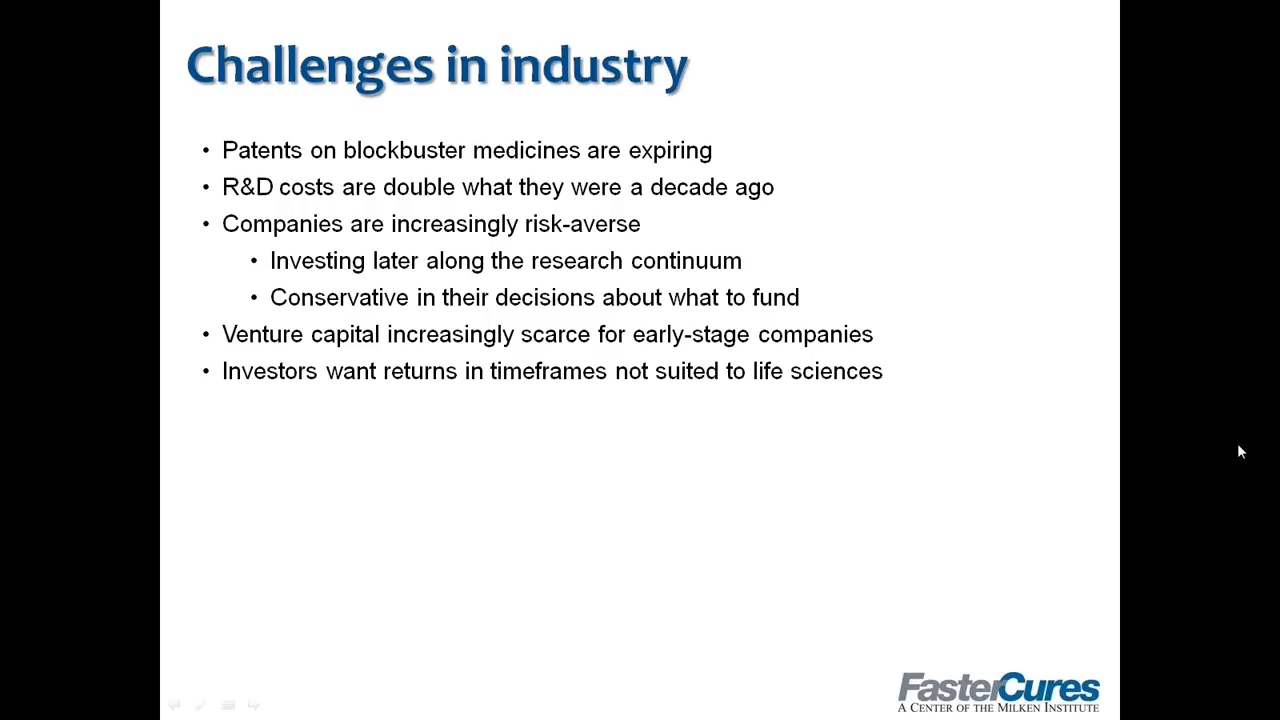 Challenges in industry
• Patents on blockbuster medicines are expiring
• R&D costs are double what they were a decade ago
• Companies are increasingly risk-averse
• Investing later along the research continuum
• Conservative in their decisions about what to fund
• Venture capital increasingly scarce for early-stage companies
• Investors want returns in timeframes not suited to life sciences
FasterCures
A Center of the Milken Institute